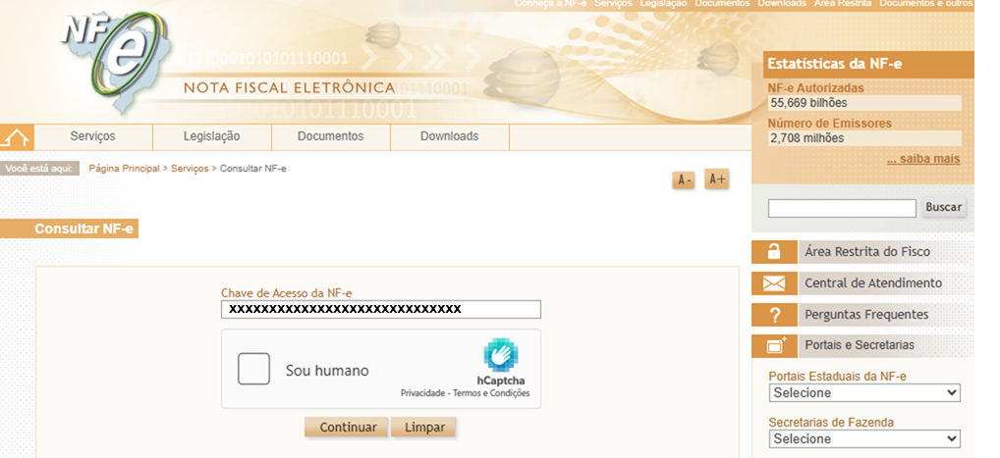 Conheça a NF-e Serviços Legislação Documentos Downloads Área Restrita Documentos e outros
NF
e
1110001010101110001
NOTA FISCAL ELETRÔNICA
Serviços Legislação Documentos Downloads
Você está aqui: Página Principal > Serviços > Consultar NF-e
A - A+
Consultar NF-e
Chave de Acesso da NF-e
XXXXXXXXXXXXXXXXXXXXXXXXXXXXX
Sou humano
hCaptcha
Privacidade - Termos e Condições
Continuar Limpar
Estatísticas da NF-e
NF-e Autorizadas
55,669 bilhões
Número de Emissores
2,708 milhões
... saiba mais
Buscar
Área Restrita do Fisco
Central de Atendimento
? Perguntas Frequentes
Portais e Secretarias
Portais Estaduais da NF-e
Selecione
Secretarias de Fazenda
Selecione